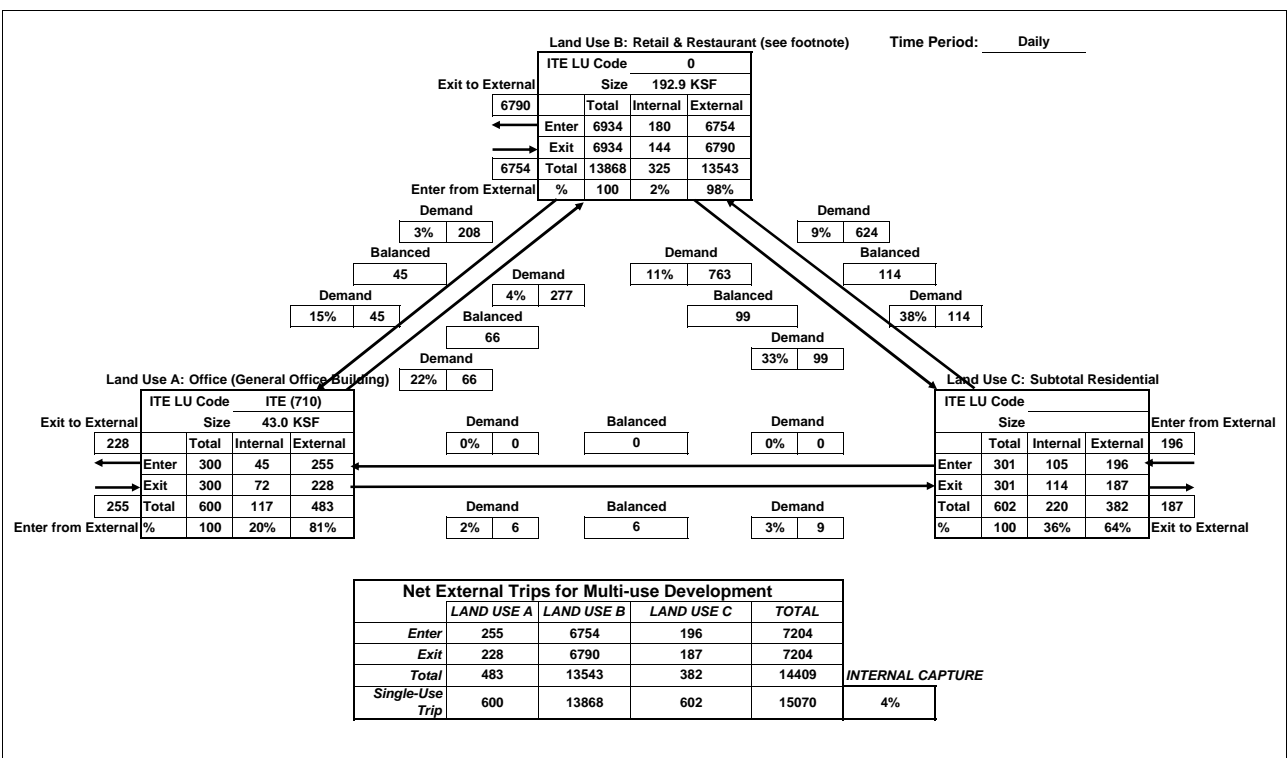 Land Use B: Retail & Restaurant (see footnote) Time Period: Daily
ITE LU Code 0
Exit to External Size 192.9 KSF
6790 Total Internal External
Enter 6934 180 6754
Exit 6934 144 6790
6754 Total 13868 325 13543
Enter from External % 100 2% 98%
Demand Demand
3% 208 9% 624
Balanced Demand Balanced
45 Demand 11% 763 114
Demand 4% 277 Balanced Demand
15% 45 Balanced 99 38% 114
66 Demand
Demand 33% 99
Land Use A: Office (General Office Building) 22% 66 Land Use C: Subtotal Residential
ITE LU Code ITE (710) ITE LU Code
Exit to External Size 43.0 KSF Demand Balanced Demand Size Enter from External
228 Total Internal External 0% 0 0 0% 0 Total Internal External 196
Enter 300 45 255 Enter 301 105 196
Exit 300 72 228 Exit 301 114 187
255 Total 600 117 483 Demand Balanced Demand Total 602 220 382 187
Enter from External % 100 20% 81% 2% 6 6 3% 9 % 100 36% 64% Exit to External
Net External Trips for Multi-use Development
LAND USE A LAND USE B LAND USE C TOTAL
Enter 255 6754 196 7204
Exit 228 6790 187 7204
Total 483 13543 382 14409 INTERNAL CAPTURE
Single-Use
Trip 600 13868 602 15070 4%